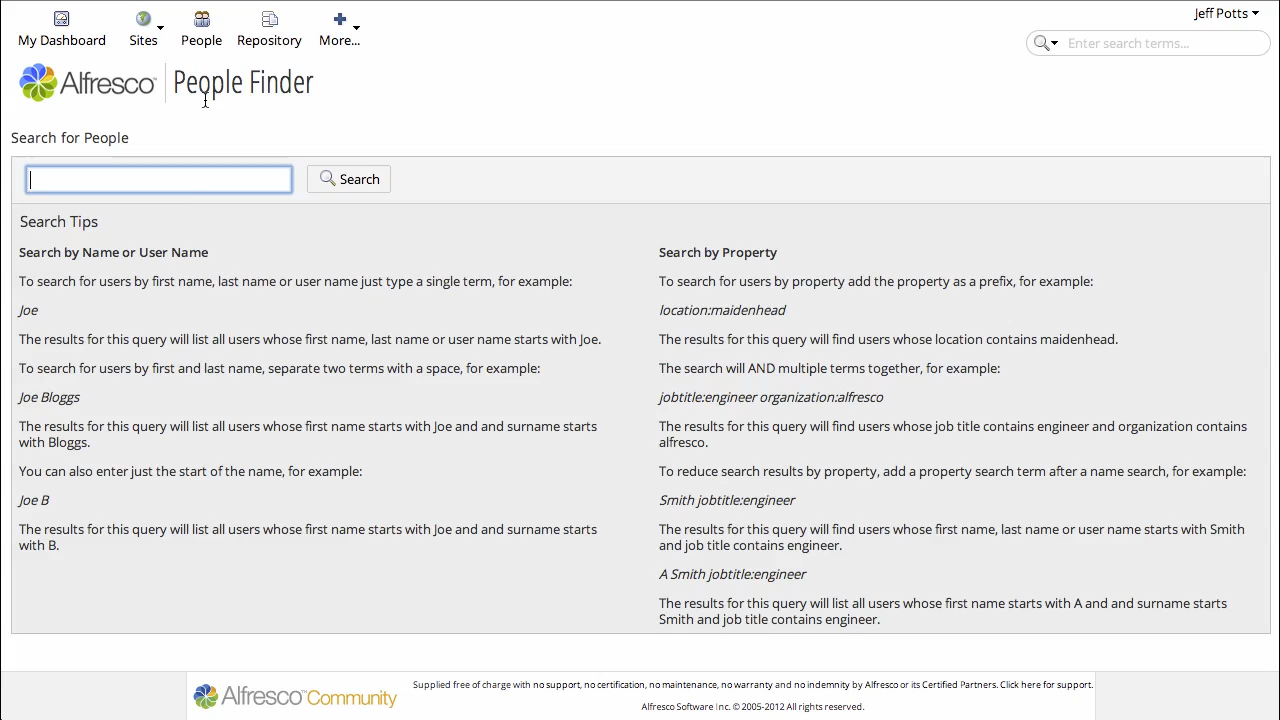 Jeff Potts
My Dashboard Sites People Repository More...
Enter search terms...
Alfresco™ People Finder
Search for People
Search
Search Tips
Search by Name or User Name
To search for users by first name, last name or user name just type a single term, for example:
Joe
The results for this query will list all users whose first name, last name or user name starts with Joe.
To search for users by first and last name, separate two terms with a space, for example:
Joe Bloggs
The results for this query will list all users whose first name starts with Joe and and surname starts
with Bloggs.
You can also enter just the start of the name, for example:
Joe B
The results for this query will list all users whose first name starts with Joe and and surname starts
with B.
Search by Property
To search for users by property add the property as a prefix, for example:
location:maidenhead
The results for this query will find users whose location contains maidenhead.
The search will AND multiple terms together, for example:
jobtitle:engineer organization:alfresco
The results for this query will find users whose job title contains engineer and organization contains
alfresco.
To reduce search results by property, add a property search term after a name search, for example:
Smith jobtitle:engineer
The results for this query will find users whose first name, last name or user name starts with Smith
and job title contains engineer.
A Smith jobtitle:engineer
The results for this query will list all users whose first name starts with A and and surname starts
Smith and job title contains engineer.
Alfresco™ Community
Supplied free of charge with no support, no certification, no maintenance, no warranty and no indemnity by Alfresco or its Certified Partners. Click here for support.
Alfresco Software Inc. © 2005-2012 All rights reserved.